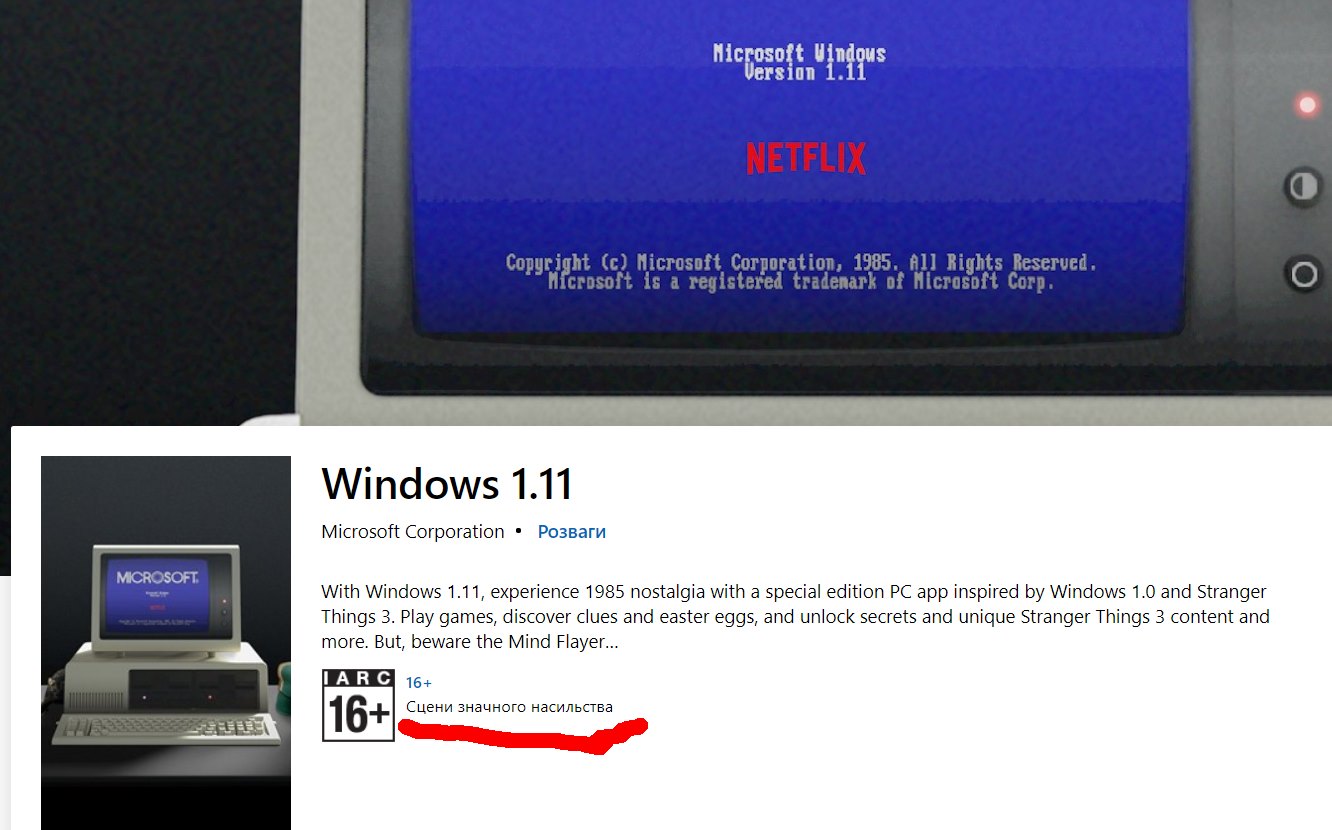 Microsoft Windows
Version 1.11
NETFLIX
Copyright (c) Microsoft Corporation, 1985. All Rights Reserved.
Microsoft is a registered trademark of Microsoft Corp.
MICROSOFT
Windows 1.11
Microsoft Corporation • Розваги
With Windows 1.11, experience 1985 nostalgia with a special edition PC app inspired by Windows 1.0 and Stranger
Things 3. Play games, discover clues and easter eggs, and unlock secrets and unique Stranger Things 3 content and
more. But, beware the Mind Flayer...
IARC
16+
16+
Сцени значного насильства